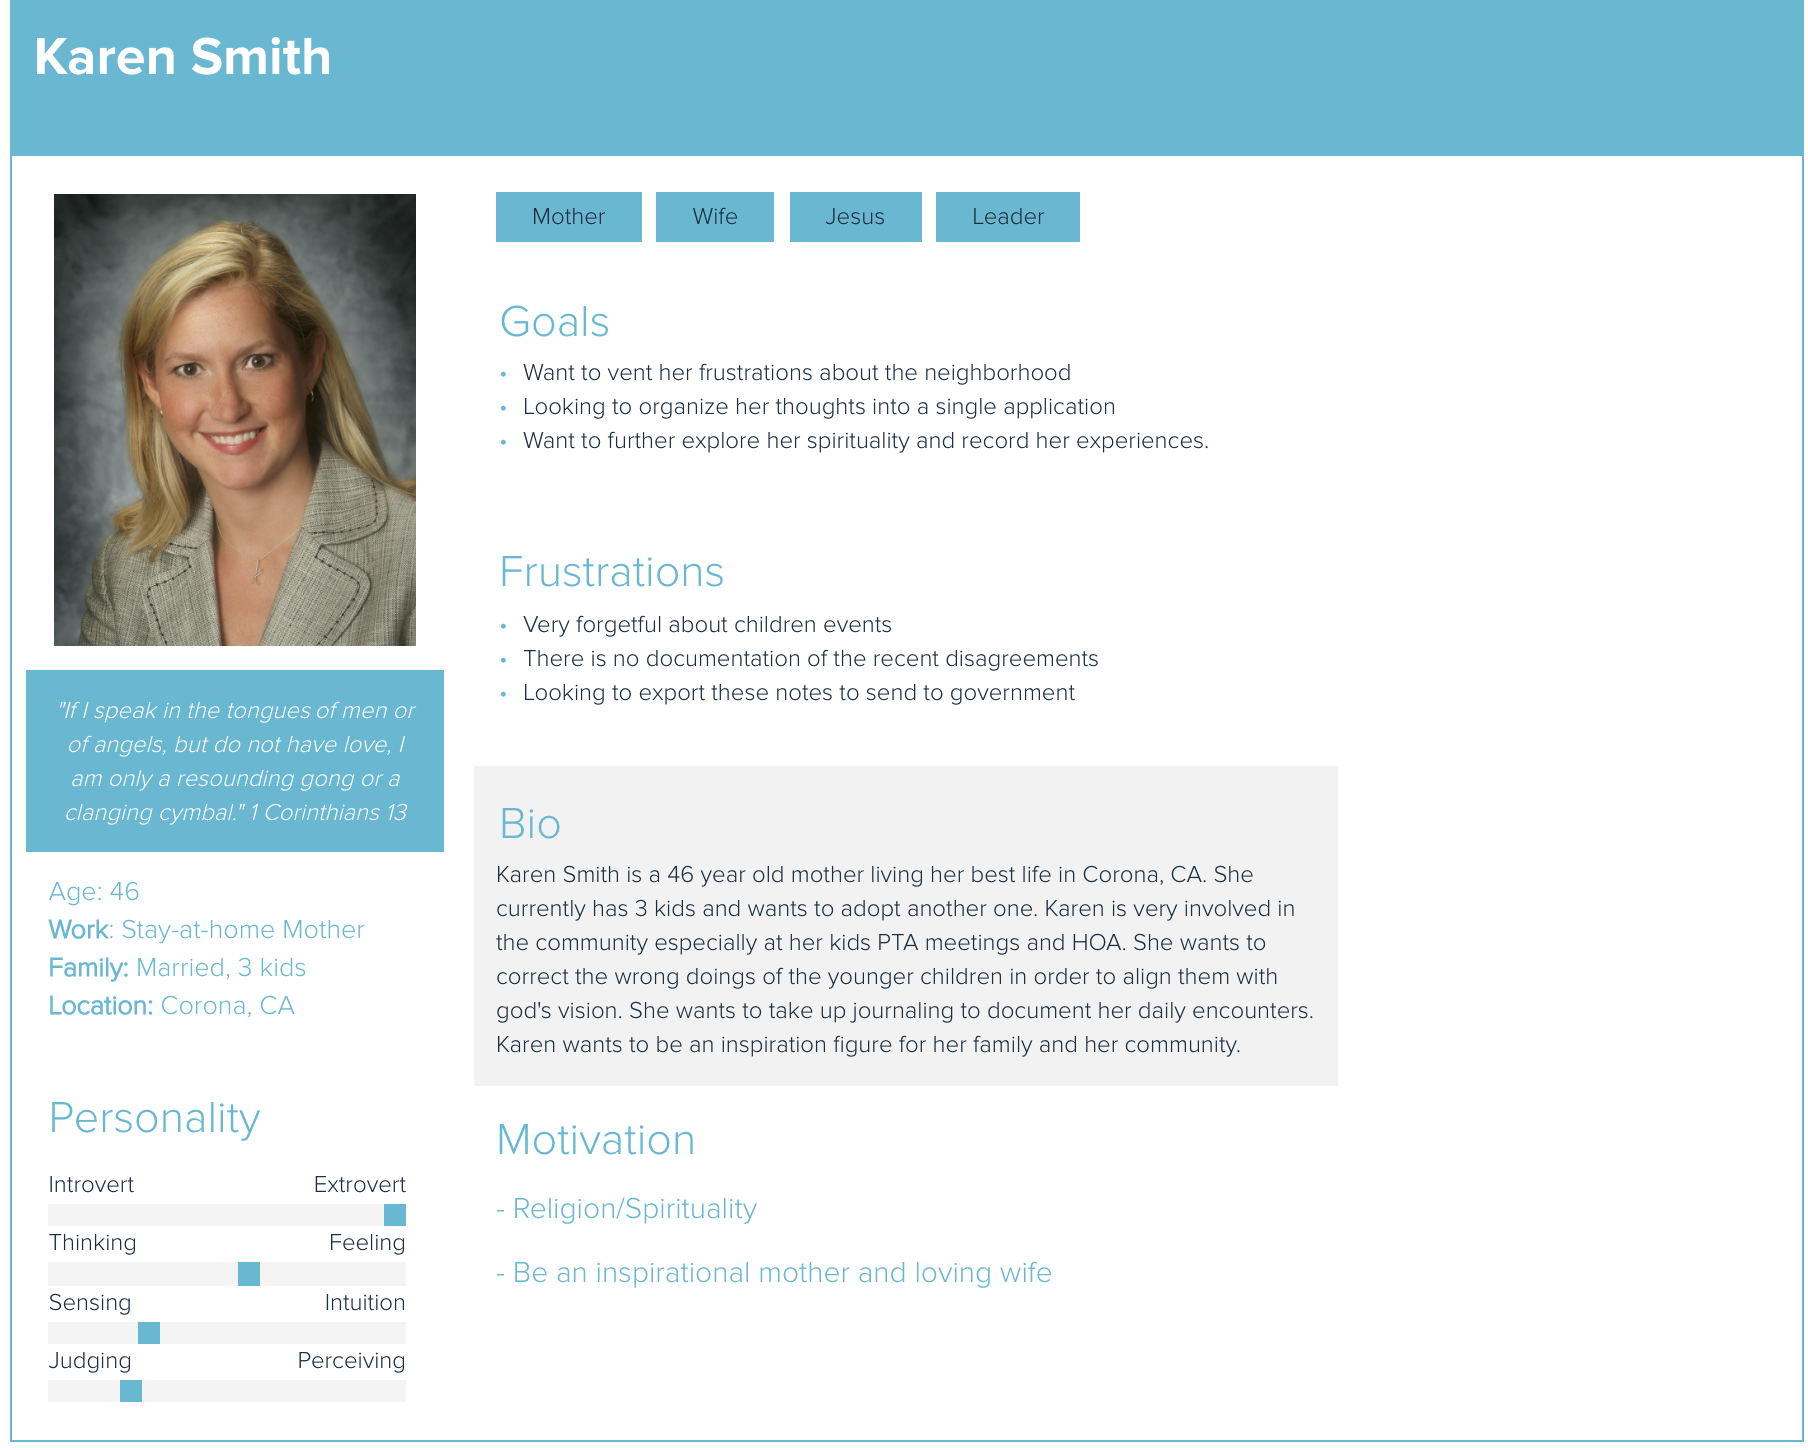 Karen Smith
Mother
Wife
Jesus
Leader
Goals
• Want to vent her frustrations about the neighborhood
• Looking to organize her thoughts into a single application
• Want to further explore her spirituality and record her experiences.
Frustrations
• Very forgetful about children events
• There is no documentation of the recent disagreements
• Looking to export these notes to send to government
"If I speak in the tongues of men or
of angels, but do not have love, I
am only a resounding gong or a
clanging cymbal." 1 Corinthians 13
Age: 46
Work: Stay-at-home Mother
Family: Married, 3 kids
Location: Corona, CA
Bio
Karen Smith is a 46 year old mother living her best life in Corona, CA. She
currently has 3 kids and wants to adopt another one. Karen is very involved in
the community especially at her kids PTA meetings and HOA. She wants to
correct the wrong doings of the younger children in order to align them with
god's vision. She wants to take up journaling to document her daily encounters.
Karen wants to be an inspiration figure for her family and her community.
Personality
Introvert Extrovert
Thinking Feeling
Sensing Intuition
Judging Perceiving
Motivation
- Religion/Spirituality
- Be an inspirational mother and loving wife